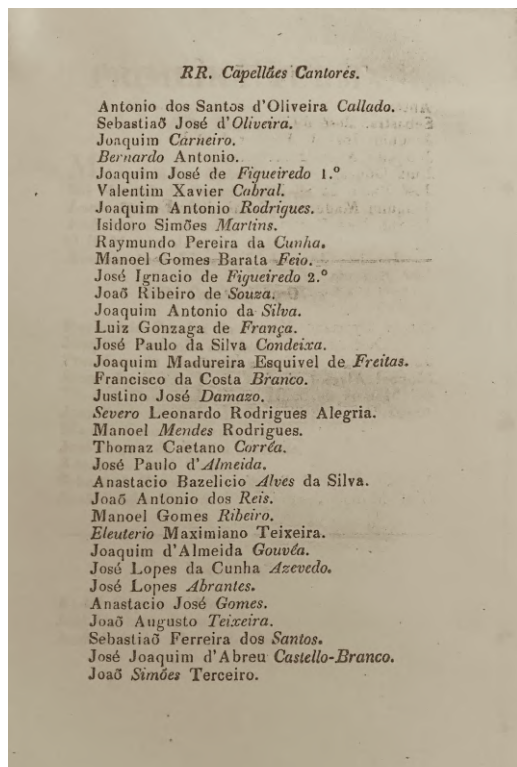 RR. Capellães Cantores.
Antonio dos Santos d'Oliveira Callado.
Sebastiaõ José d'Oliveira.
Joaquim Carneiro.
Bernardo Antonio.
Joaquim José de Figueiredo 1.º
Valentim Xavier Cabral.
Joaquim Antonio Rodrigues.
Isidoro Simões Martins.
Raymundo Pereira da Cunha.
Manoel Gomes Barata Feio.
José Ignacio de Figueiredo 2.º
Joaõ Ribeiro de Souza.
Joaquim Antonio da Silva.
Luiz Gonzaga de França.
José Paulo da Silva Condeixa.
Joaquim Madureira Esquivel de Freitas.
Francisco da Costa Branco.
Justino José Damazo.
Severo Leonardo Rodrigues Alegria.
Manoel Mendes Rodrigues.
Thomaz Caetano Corrêa.
José Paulo d'Almeida.
Anastacio Bazelicio Alves da Silva.
Joaõ Antonio dos Reis.
Manoel Gomes Ribeiro.
Eleuterio Maximiano Teixeira.
Joaquim d'Almeida Gouvêa.
José Lopes da Cunha Azevedo.
José Lopes Abrantes.
Anastacio José Gomes.
Joaõ Augusto Teixeira.
Sebastiaõ Ferreira dos Santos.
José Joaquim d'Abreu Castello-Branco.
Joaõ Simões Terceiro.